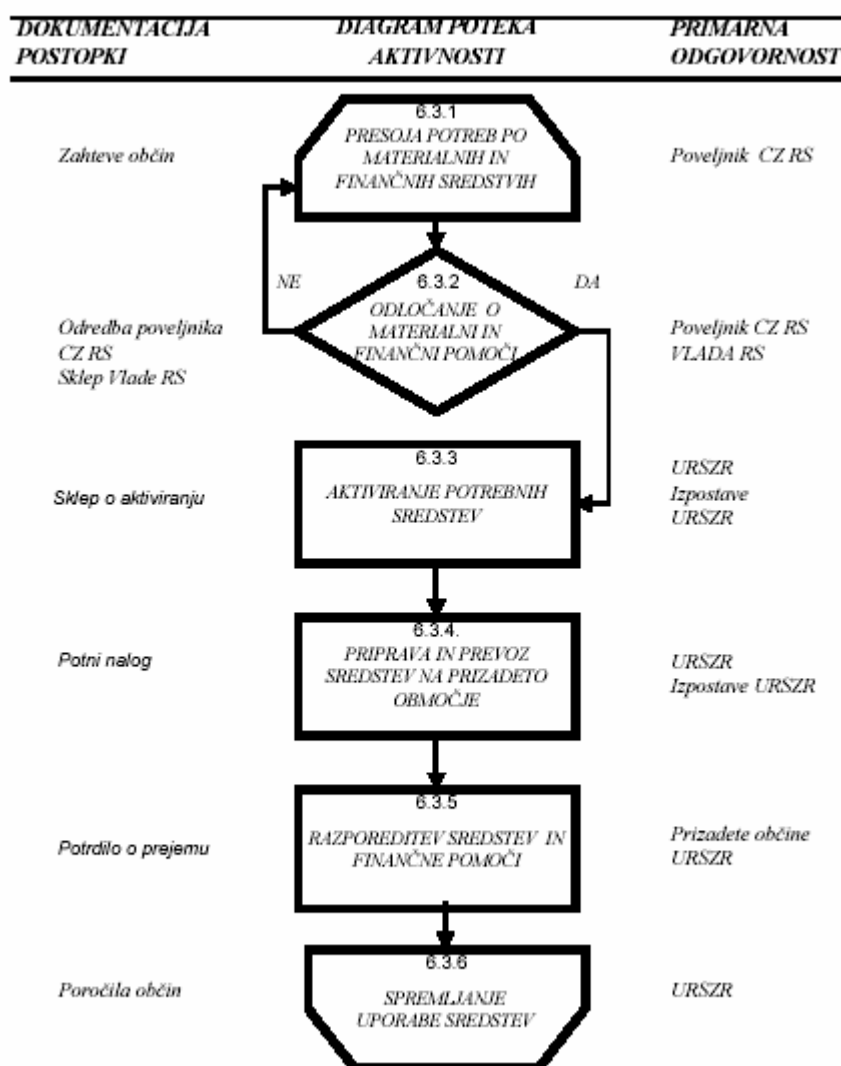 DOKUMENTACIJA
POSTOPKI
DIAGRAM POTEKA
AKTIVNOSTI
PRIMARNA
ODGOVORNOST
Zahteve občin
6.3.1
PRESOJA POTREB PO
MATERIALNIH IN
FINANČNIH SREDSTVIH
Poveljnik CZ RS
NE
DA
Odredba poveljnika
CZ RS
Sklep Vlade RS
6.3.2
ODLOČANJE O
MATERIALNI IN
FINANČNI POMOČI
Poveljnik CZ RS
VLADA RS
Sklep o aktiviranju
6.3.3
AKTIVIRANJE POTREBNIH
SREDSTEV
URSZR
Izpostave
URSZR
Potni nalog
6.3.4.
PRIPRAVA IN PREVOZ
SREDSTEV NA PRIZADETO
OBMOČJE
URSZR
Izpostave URSZR
Potrdilo o prejemu
6.3.5
RAZPOREDITEV SREDSTEV IN
FINANČNE POMOČI
Prizadete občine
URSZR
Poročila občin
6.3.6
SPREMLJANJE
UPORABE SREDSTEV
URSZR